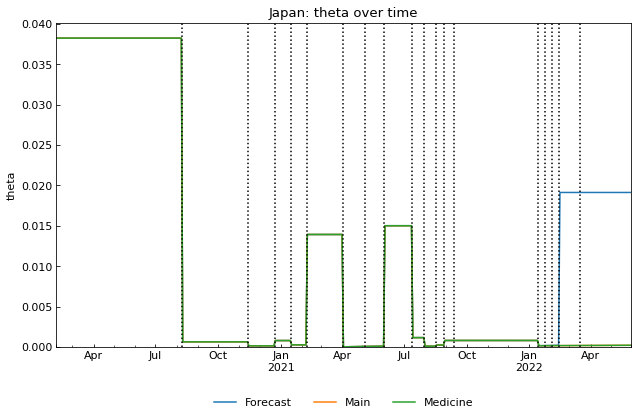 Japan: theta over time
0.040
0.035
0.030
0.025
0.020
0.015
0.010
0.005
0.000
theta
Apr Jul Oct Jan Apr Jul Oct Jan Apr
2021 2022
Forecast Main Medicine